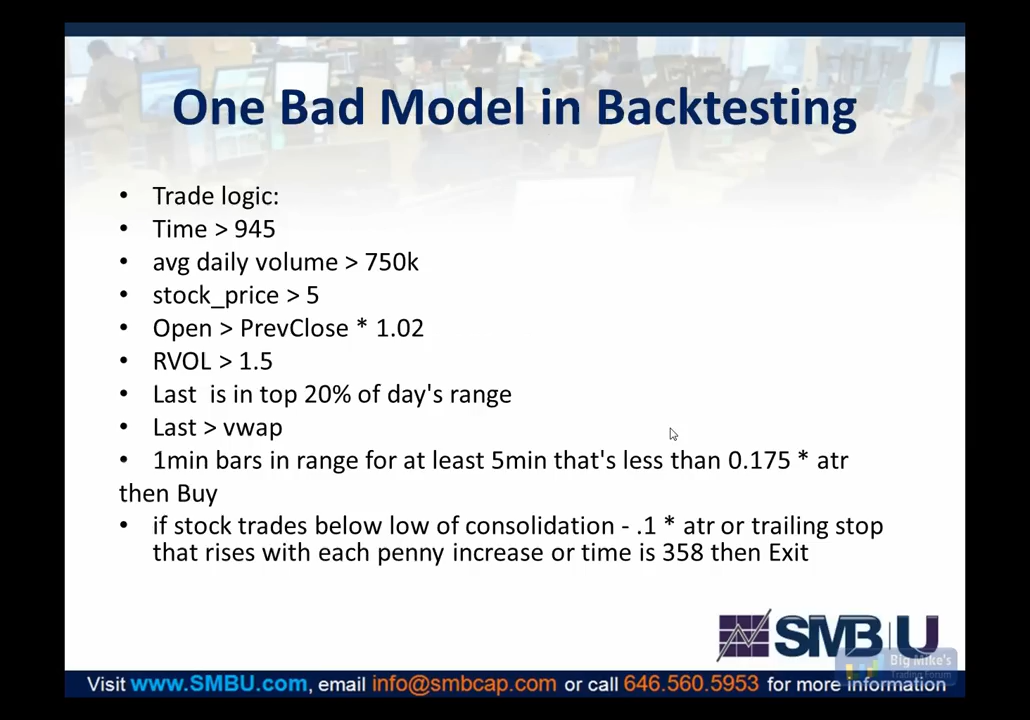 One Bad Model in Backtesting
• Trade logic:
• Time > 945
• avg daily volume > 750k
• stock_price > 5
• Open > PrevClose * 1.02
• RVOL > 1.5
• Last  is in top 20% of day's range
• Last > vwap
• 1min bars in range for at least 5min that's less than 0.175 * atr
then Buy
• if stock trades below low of consolidation - .1 * atr or trailing stop
that rises with each penny increase or time is 358 then Exit
SMB U
Big Mike's
Trading Forum
Visit www.SMBU.com, email info@smbcap.com or call 646.560.5953 for more information